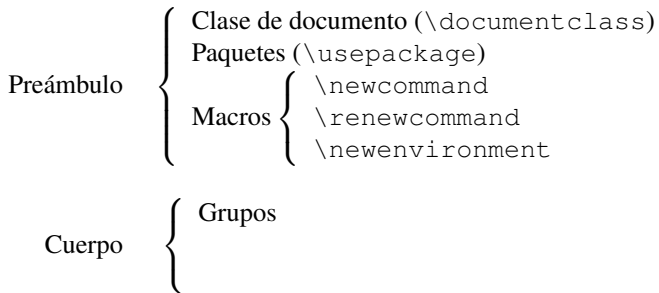 Clase de documento (\documentclass)
Paquetes (\usepackage)
Preámbulo
\newcommand
Macros
\renewcommand
\newenvironment
Grupos
Cuerpo